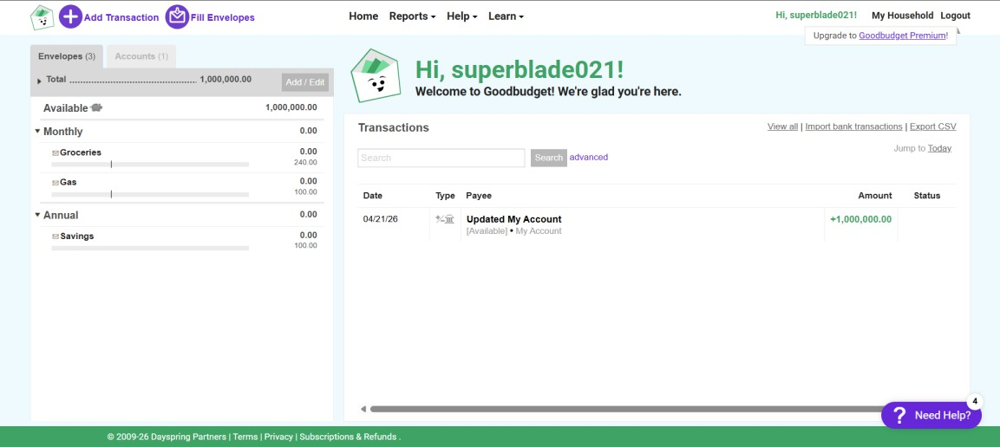 Add Transaction
Fill Envelopes
Home
Reports
Help
Learn
Hi, superblade021!
My Household
Logout
Upgrade to Goodbudget Premium!
Envelopes (3)
Accounts (1)
Total ................................................... 1,000,000.00
Add / Edit
Available 1,000,000.00
Monthly 0.00
Groceries 0.00
240.00
Gas 0.00
100.00
Annual 0.00
Savings 0.00
100.00
Hi, superblade021!
Welcome to Goodbudget! We're glad you're here.
Transactions
View all | Import bank transactions | Export CSV
Jump to Today
Search
Search
advanced
Date Type Payee Amount Status
04/21/26 Updated My Account +1,000,000.00
[Available] • My Account
4
? Need Help?
© 2009-26 Dayspring Partners | Terms | Privacy | Subscriptions & Refunds .